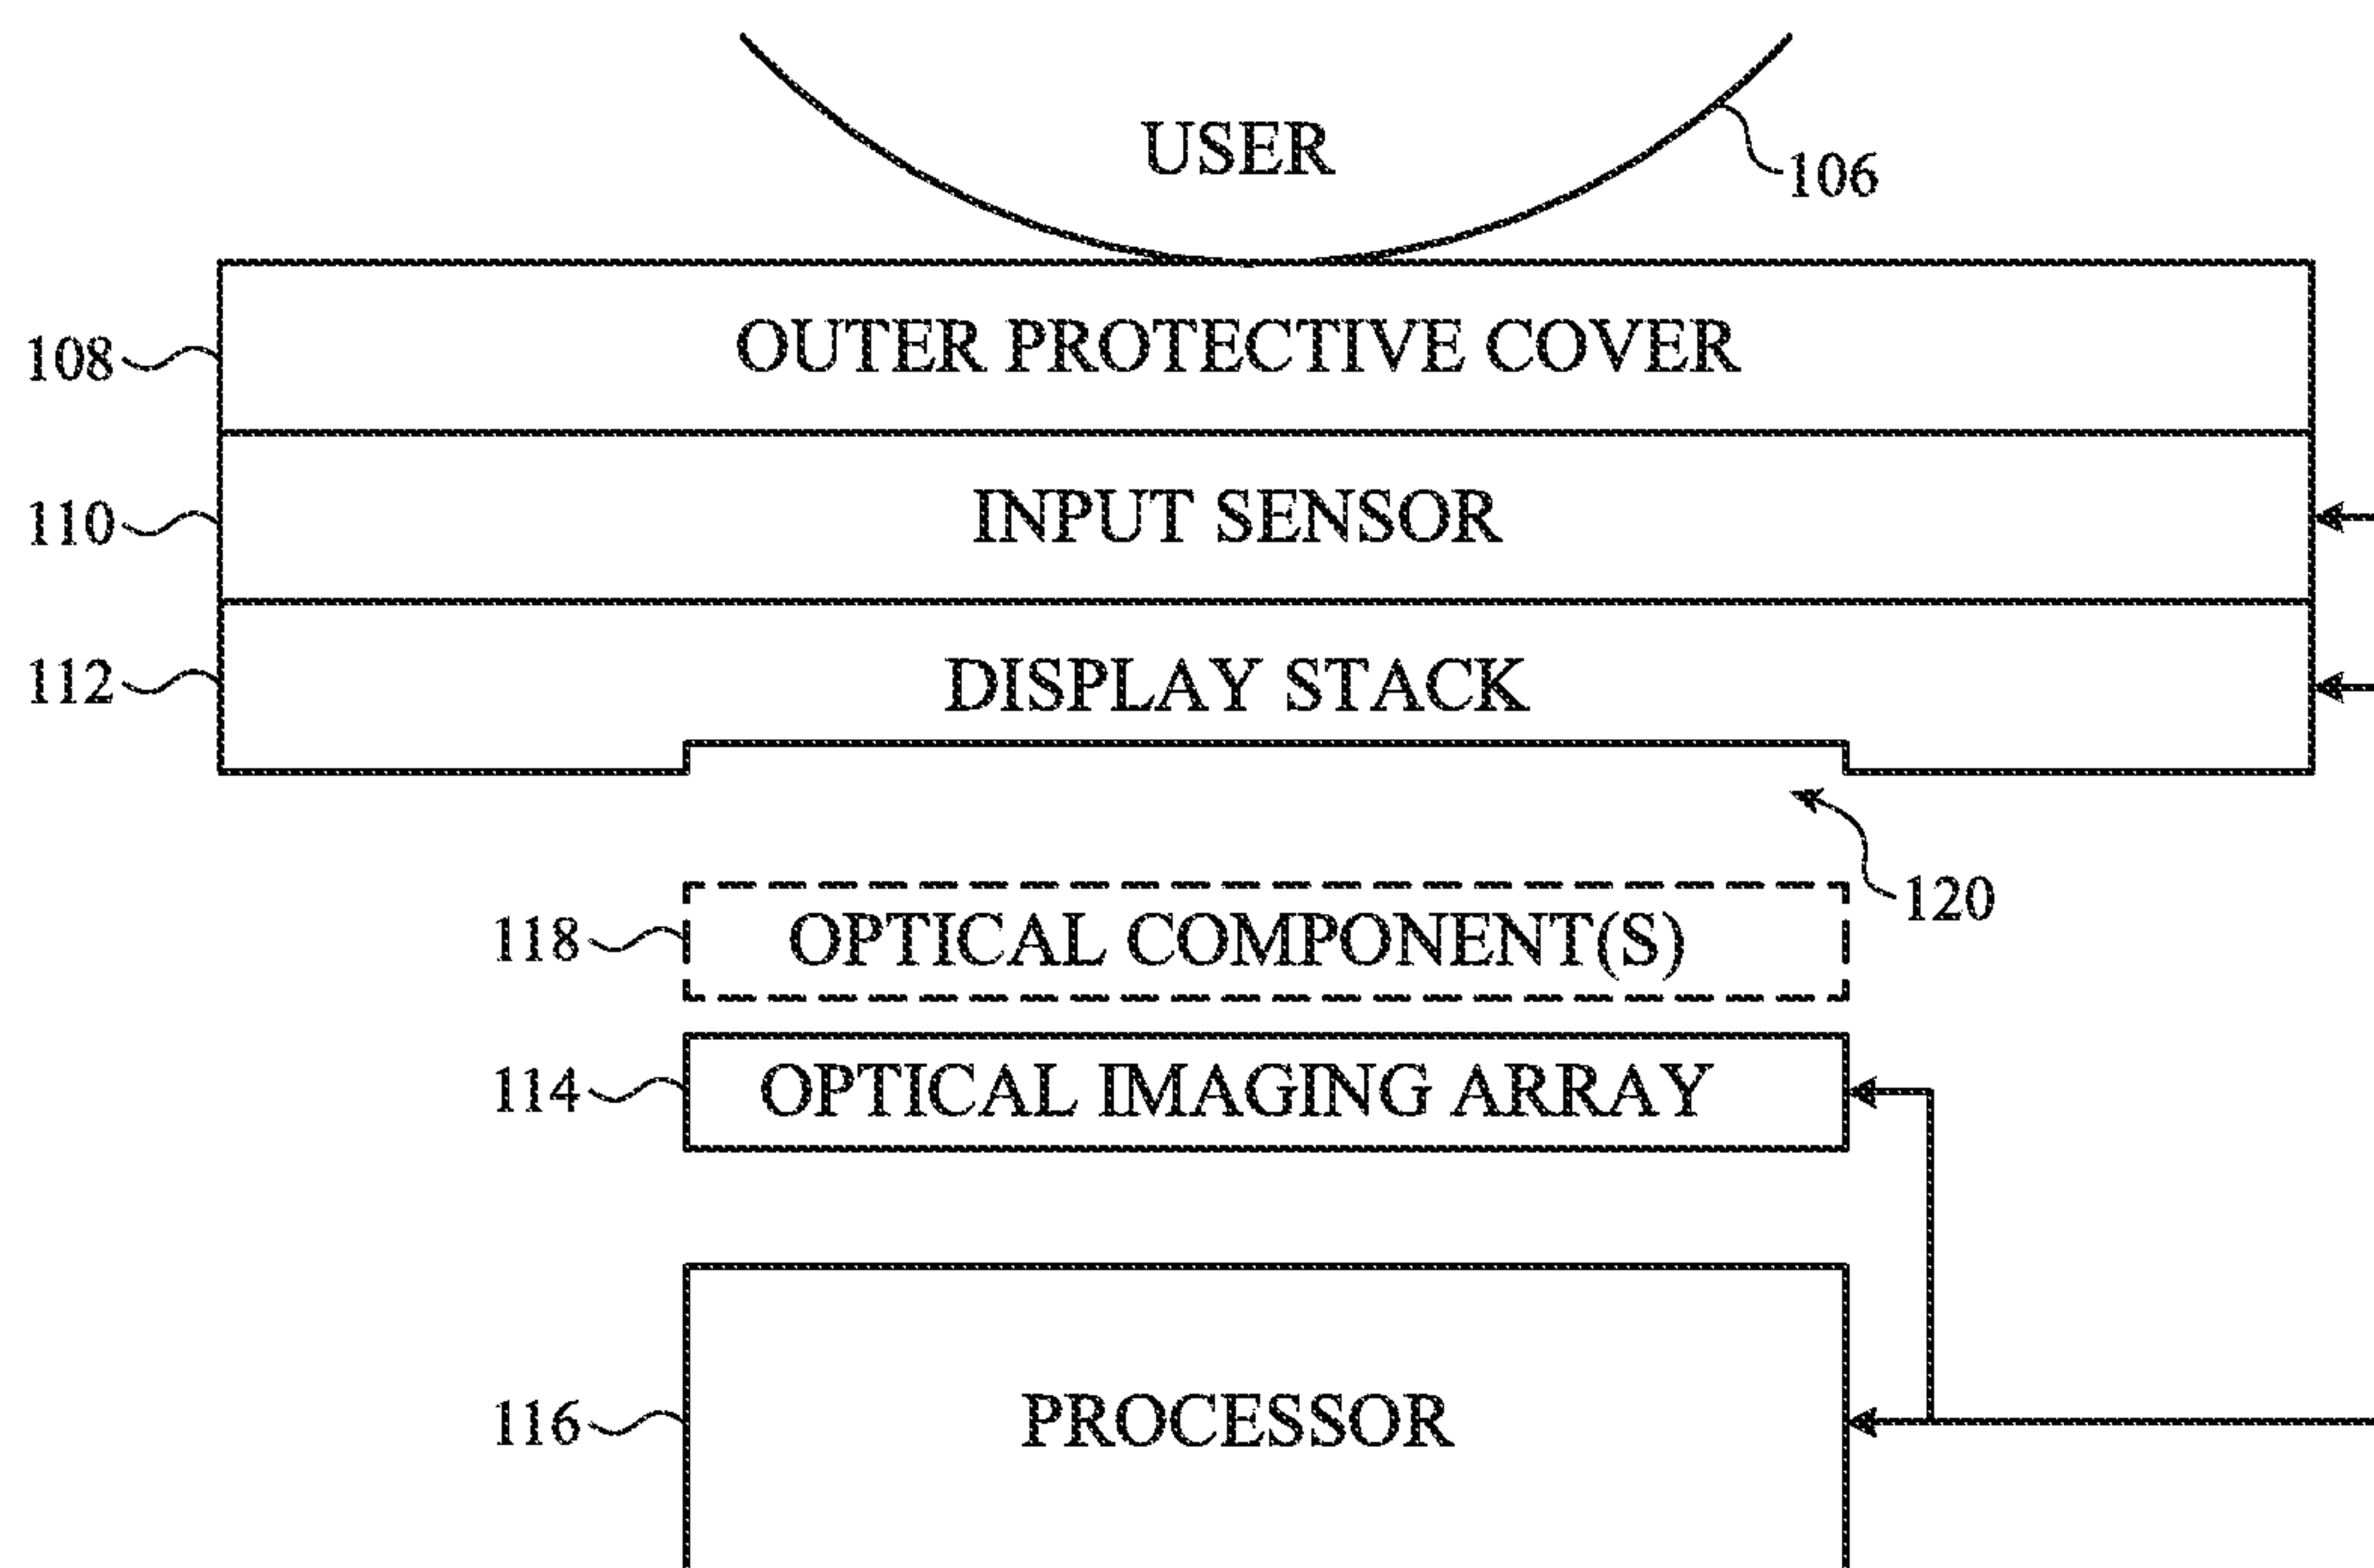 USER
106
108
OUTER PROTECTIVE COVER
110
INPUT SENSOR
112
DISPLAY STACK
120
118
OPTICAL COMPONENT(S)
114
OPTICAL IMAGING ARRAY
116
PROCESSOR